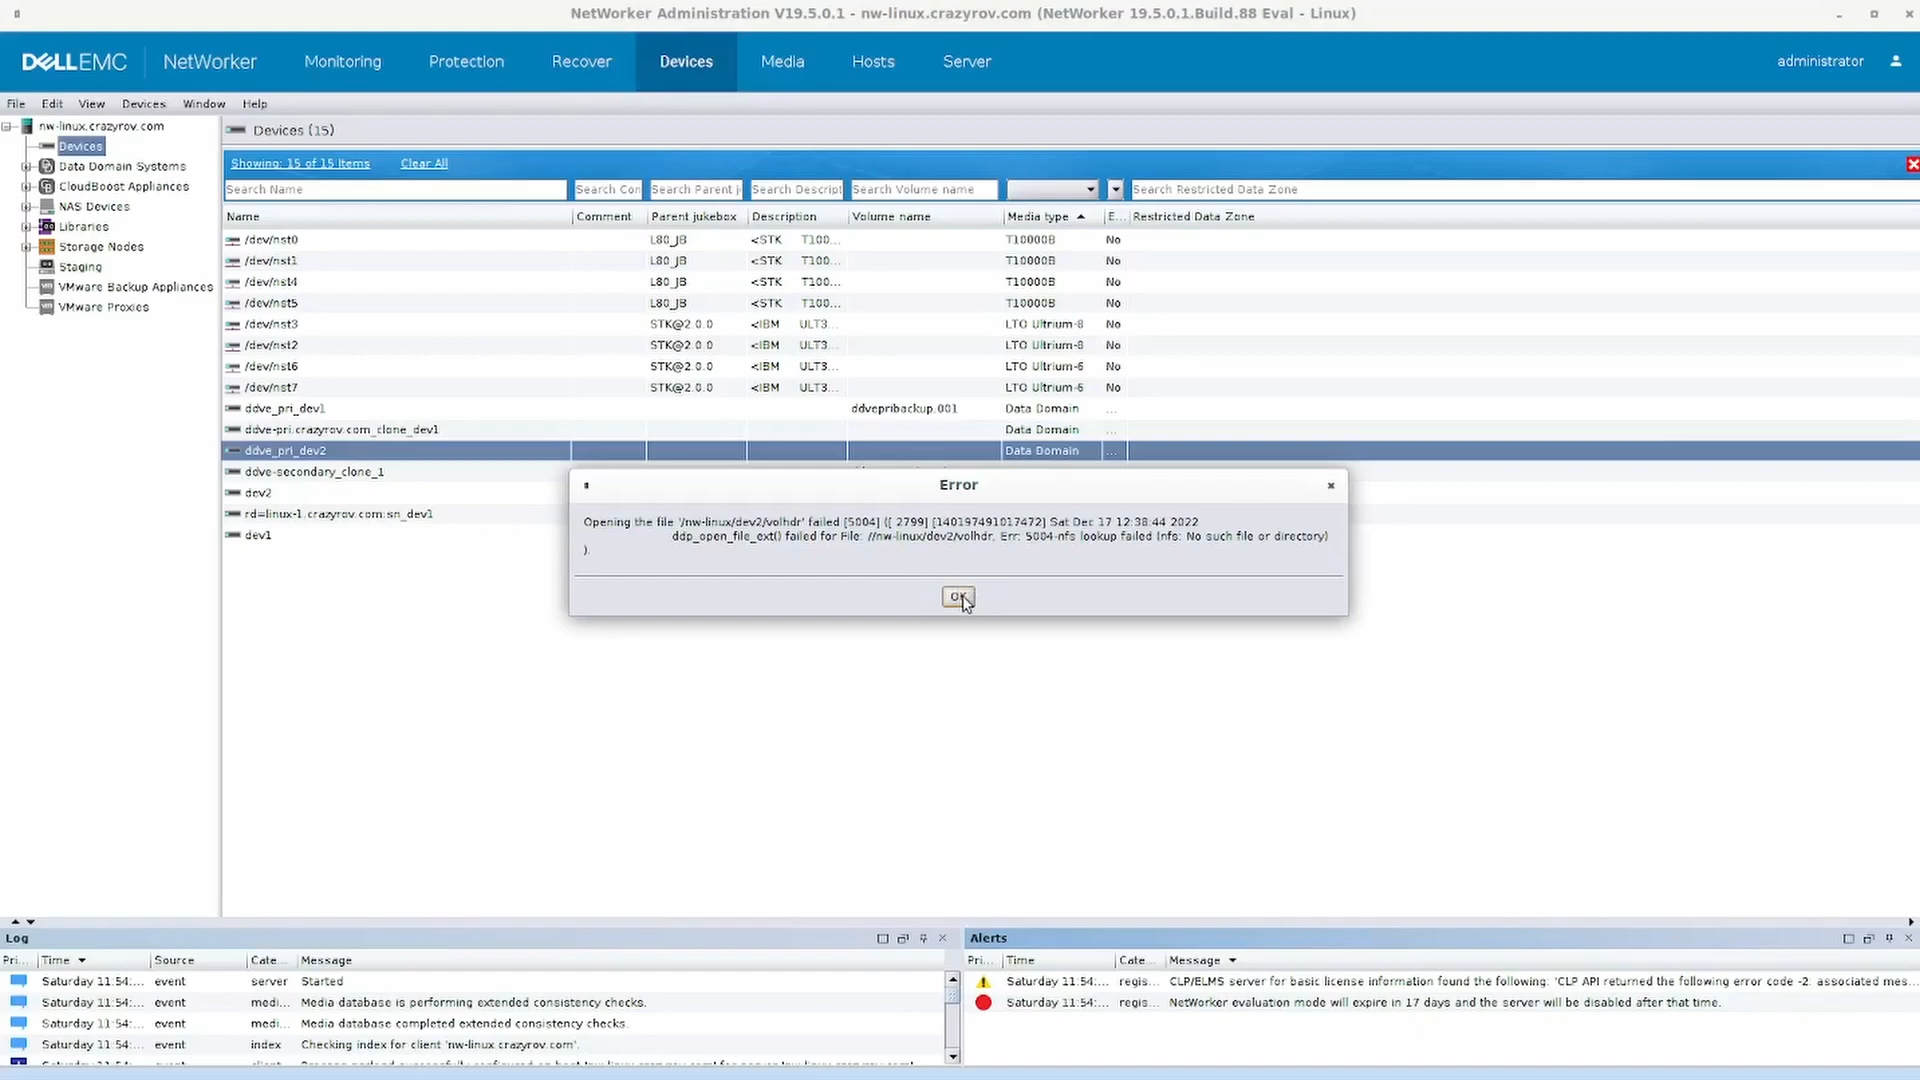 NetWorker Administration V19.5.0.1 - nw-linux.crazyrov.com (NetWorker 19.5.0.1.Build.88 Eval - Linux)
DELLEMC NetWorker Monitoring Protection Recover Devices Media Hosts Server administrator
File Edit View Devices Window Help
nw-linux.crazyrov.com
Devices
Data Domain Systems
CloudBoost Appliances
NAS Devices
Libraries
Storage Nodes
Staging
VMware Backup Appliances
VMware Proxies
Devices (15)
Showing: 15 of 15 Items Clear All
Search Name Search Con Search Parent j Search Descript Search Volume name Search Restricted Data Zone
Name Comment Parent jukebox Description Volume name Media type E... Restricted Data Zone
/dev/nst0 L80_JB <STK T100... T10000B No
/dev/nst1 L80_JB <STK T100... T10000B No
/dev/nst4 L80_JB <STK T100... T10000B No
/dev/nst5 L80_JB <STK T100... T10000B No
/dev/nst3 STK@2.0.0 <IBM ULT3... LTO Ultrium-8 No
/dev/nst2 STK@2.0.0 <IBM ULT3... LTO Ultrium-8 No
/dev/nst6 STK@2.0.0 <IBM ULT3... LTO Ultrium-6 No
/dev/nst7 STK@2.0.0 <IBM ULT3... LTO Ultrium-6 No
ddve_pri_dev1 ddvepribackup.001 Data Domain ...
ddve-pri.crazyrov.com_clone_dev1 Data Domain ...
ddve_pri_dev2 Data Domain ...
ddve-secondary_clone_1
dev2
rd=linux-1.crazyrov.com:sn_dev1
dev1
Error
Opening the file '/nw-linux/dev2/volhdr' failed [5004] ([ 2799] [140197491017472] Sat Dec 17 12:38:44 2022
ddp_open_file_ext() failed for File: //nw-linux/dev2/volhdr, Err: 5004-nfs lookup failed (nfs: No such file or directory)
).
OK
Log
Pri... Time Source Cate... Message
Saturday 11:54:... event server Started
Saturday 11:54:... event medi... Media database is performing extended consistency checks.
Saturday 11:54:... event medi... Media database completed extended consistency checks.
Saturday 11:54:... event index Checking index for client 'nw-linux.crazyrov.com'.
Alerts
Pri... Time Cate... Message
Saturday 11:54:... regis... CLP/ELMS server for basic license information found the following: 'CLP API returned the following error code -2. associated mes...
Saturday 11:54:... regis... NetWorker evaluation mode will expire in 17 days and the server will be disabled after that time.